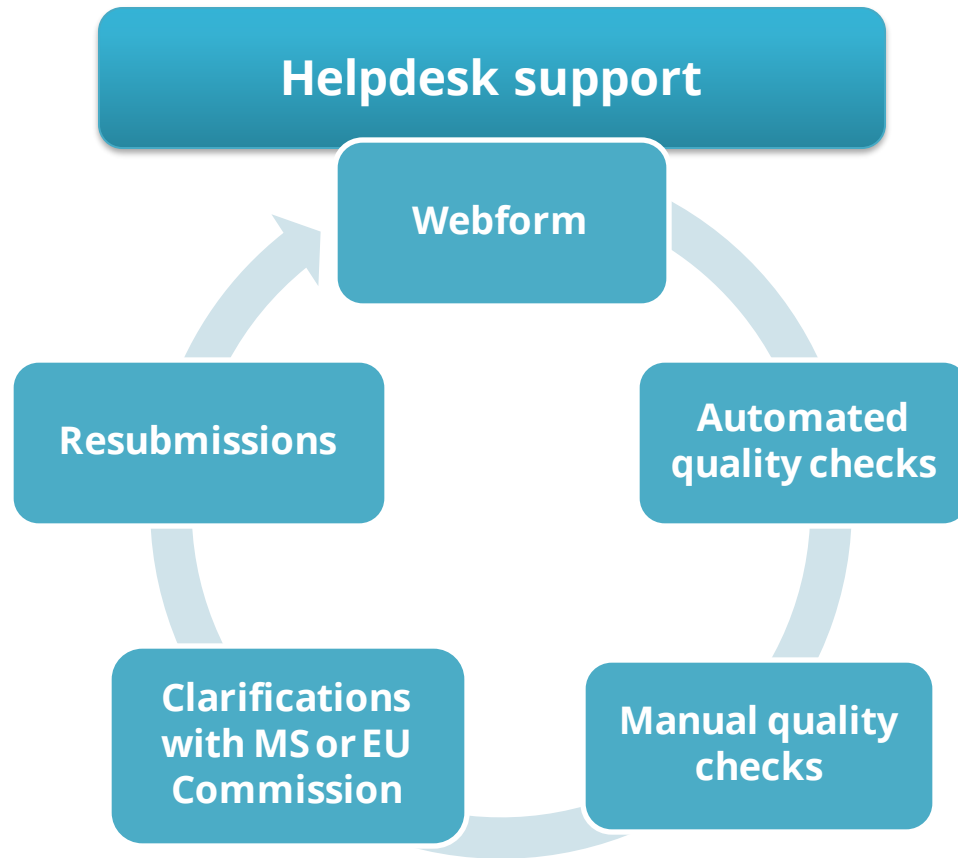 Helpdesk support
Webform
Automated
quality checks
Manual quality
checks
Clarifications
with MS or EU
Commission
Resubmissions